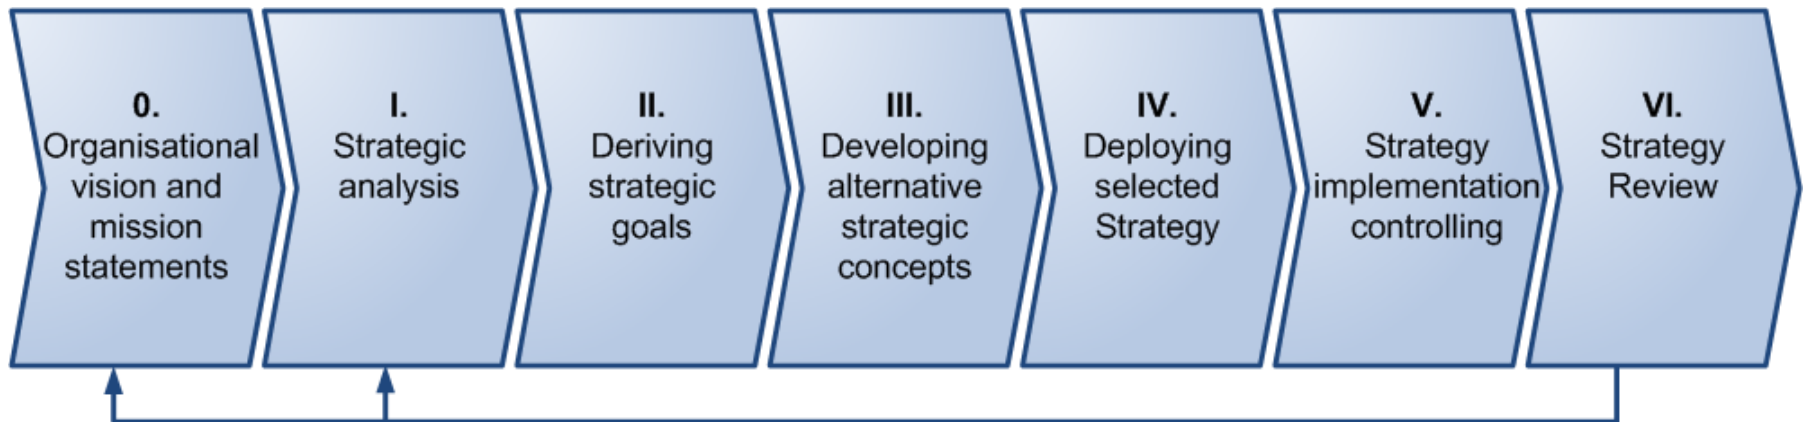 0.
Organisational
vision and
mission
statements
I.
Strategic
analysis
II.
Deriving
strategic
goals
III.
Developing
alternative
strategic
concepts
IV.
Deploying
selected
Strategy
V.
Strategy
implementation
controlling
VI.
Strategy
Review